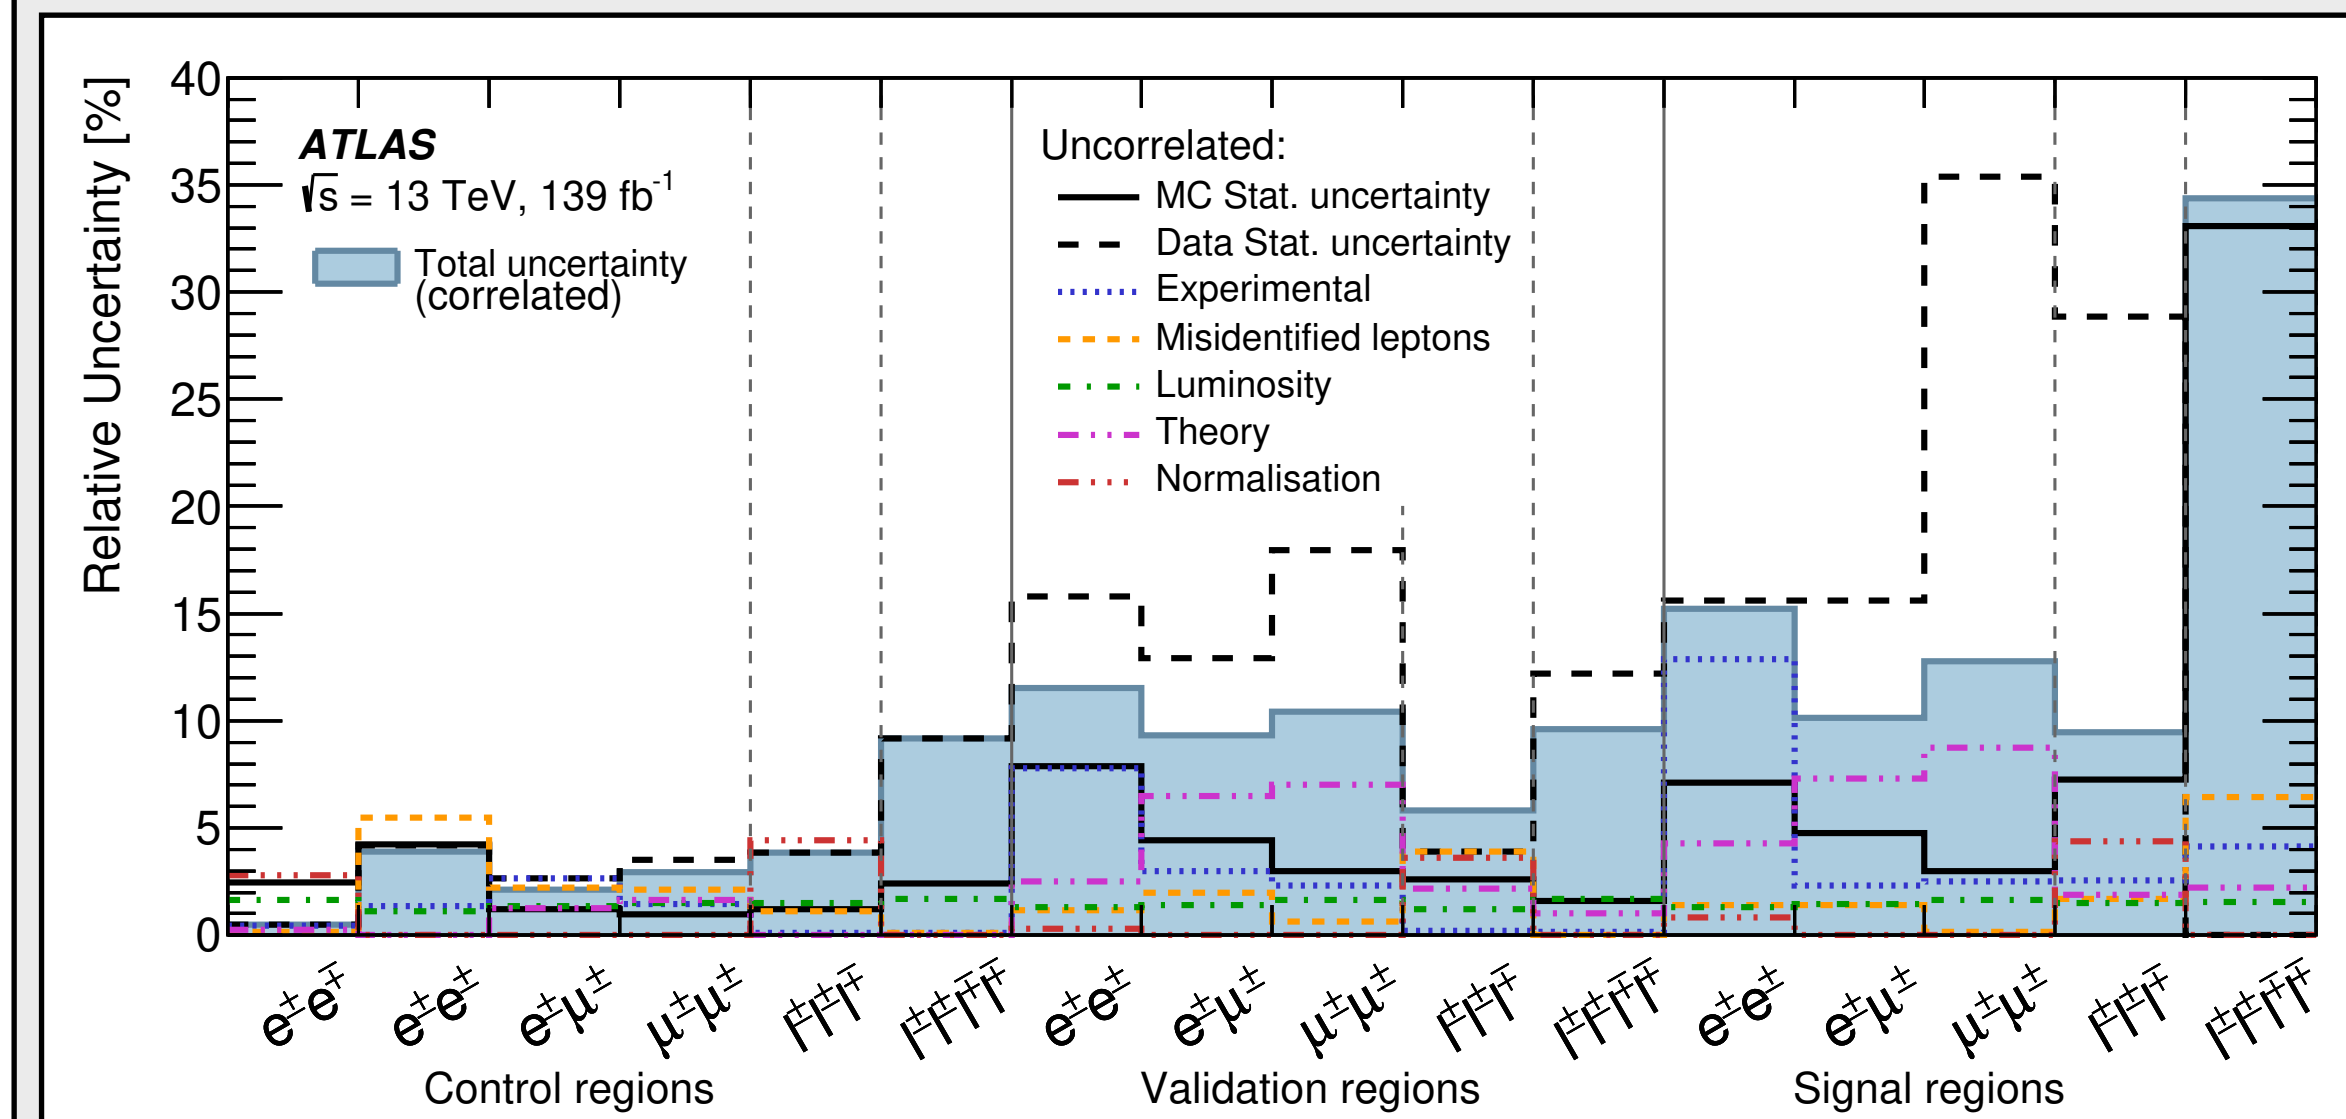 Relative Uncertainty [%]
40
35
30
25
20
15
10
5
0
ATLAS
√s = 13 TeV, 139 fb⁻¹
Total uncertainty
(correlated)
Uncorrelated:
MC Stat. uncertainty
Data Stat. uncertainty
Experimental
Misidentified leptons
Luminosity
Theory
Normalisation
e±e∓
e±e±
e±μ±
μ±μ±
l±l±l∓
l±l±l∓l∓
e±e±
e±μ±
μ±μ±
l±l±l∓
l±l±l∓l∓
e±e±
e±μ±
μ±μ±
l±l±l∓
l±l±l∓l∓
Control regions
Validation regions
Signal regions